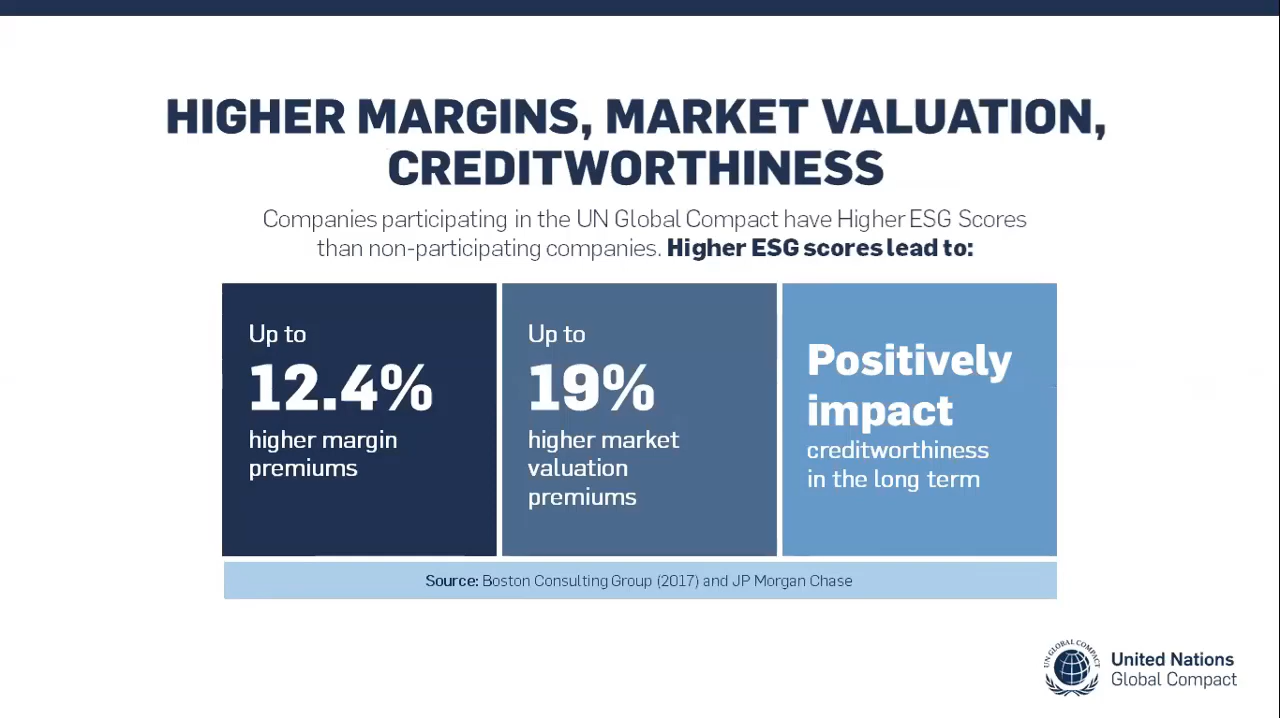 HIGHER MARGINS, MARKET VALUATION,
CREDITWORTHINESS
Companies participating in the UN Global Compact have Higher ESG Scores
than non-participating companies. Higher ESG scores lead to:
Up to
12.4%
higher margin
premiums
Up to
19%
higher market
valuation
premiums
Positively
impact
creditworthiness
in the long term
Source: Boston Consulting Group (2017) and JP Morgan Chase
UN GLOBAL COMPACT
United Nations
Global Compact